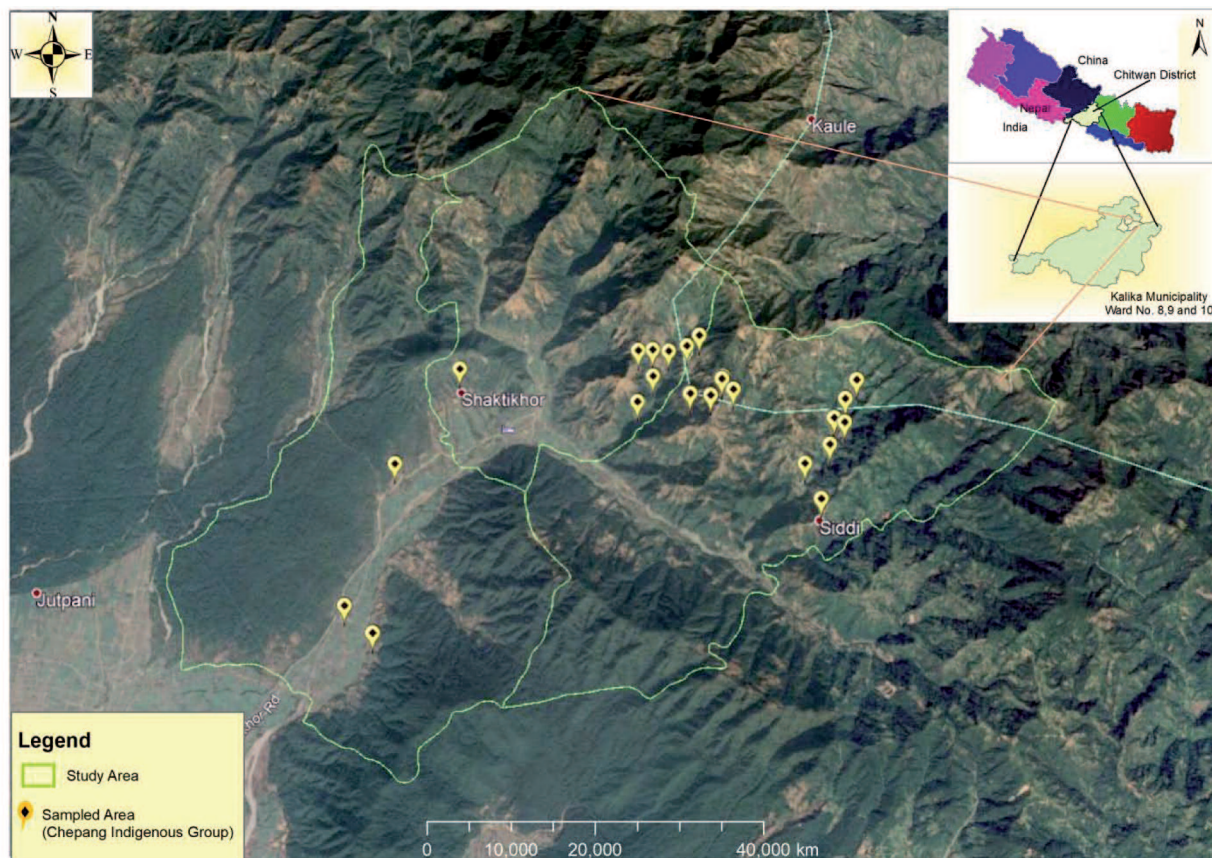 N
W E
S
N
China
Chitwan District
Nepal
India
Kalika Municipality
Ward No. 8,9 and 10
Kaule
Shaktikhor
Siddi
Jutpani
khor Rd
Legend
Study Area
Sampled Area
(Chepang Indigenous Group)
0 10,000 20,000 40,000 km